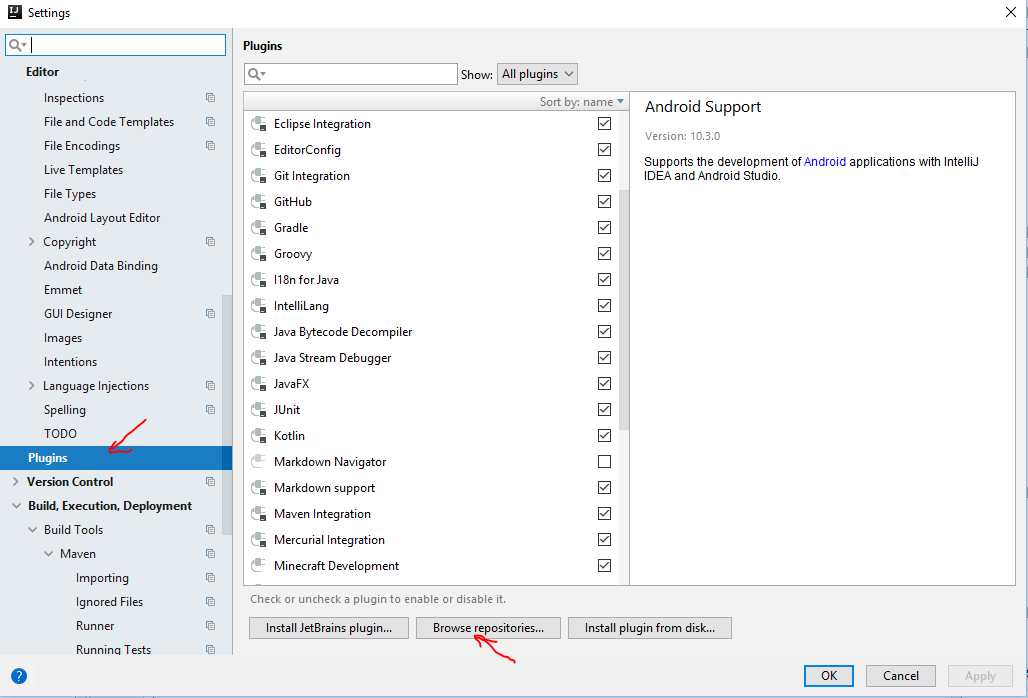 Settings
Editor
Inspections
File and Code Templates
File Encodings
Live Templates
File Types
Android Layout Editor
Copyright
Android Data Binding
Emmet
GUI Designer
Images
Intentions
Language Injections
Spelling
TODO
Plugins
Version Control
Build, Execution, Deployment
Build Tools
Maven
Importing
Ignored Files
Runner
Running Tests
Plugins
Show: All plugins
Sort by: name
Eclipse Integration
EditorConfig
Git Integration
GitHub
Gradle
Groovy
I18n for Java
IntelliLang
Java Bytecode Decompiler
Java Stream Debugger
JavaFX
JUnit
Kotlin
Markdown Navigator
Markdown support
Maven Integration
Mercurial Integration
Minecraft Development
Check or uncheck a plugin to enable or disable it.
Install JetBrains plugin... Browse repositories... Install plugin from disk...
Android Support
Version: 10.3.0
Supports the development of Android applications with IntelliJ
IDEA and Android Studio.
? OK Cancel Apply